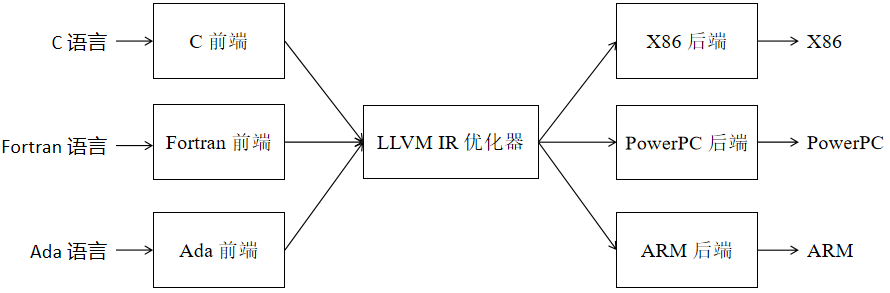 C 语言
C 前端
X86 后端
X86
Fortran 语言
Fortran 前端
LLVM IR 优化器
PowerPC 后端
PowerPC
Ada 语言
Ada 前端
ARM 后端
ARM